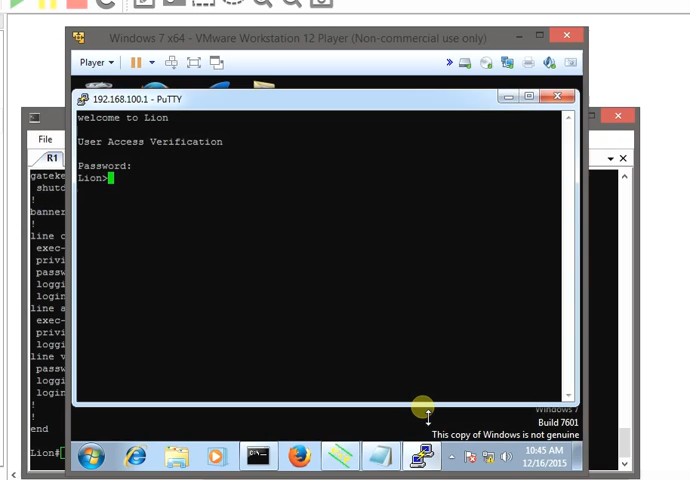 Windows 7 x64 - VMware Workstation 12 Player (Non-commercial use only)
Player
»
192.168.100.1 - PuTTY
welcome to Lion
User Access Verification
Password:
Lion>
File
R1
gateke
shutd
!
banner
!
line c
exec-
privi
passw
loggi
login
line a
exec-
privi
loggi
line v
passw
loggi
login
!
!
end
Lion#
Windows 7
Build 7601
This copy of Windows is not genuine
10:45 AM
12/16/2015